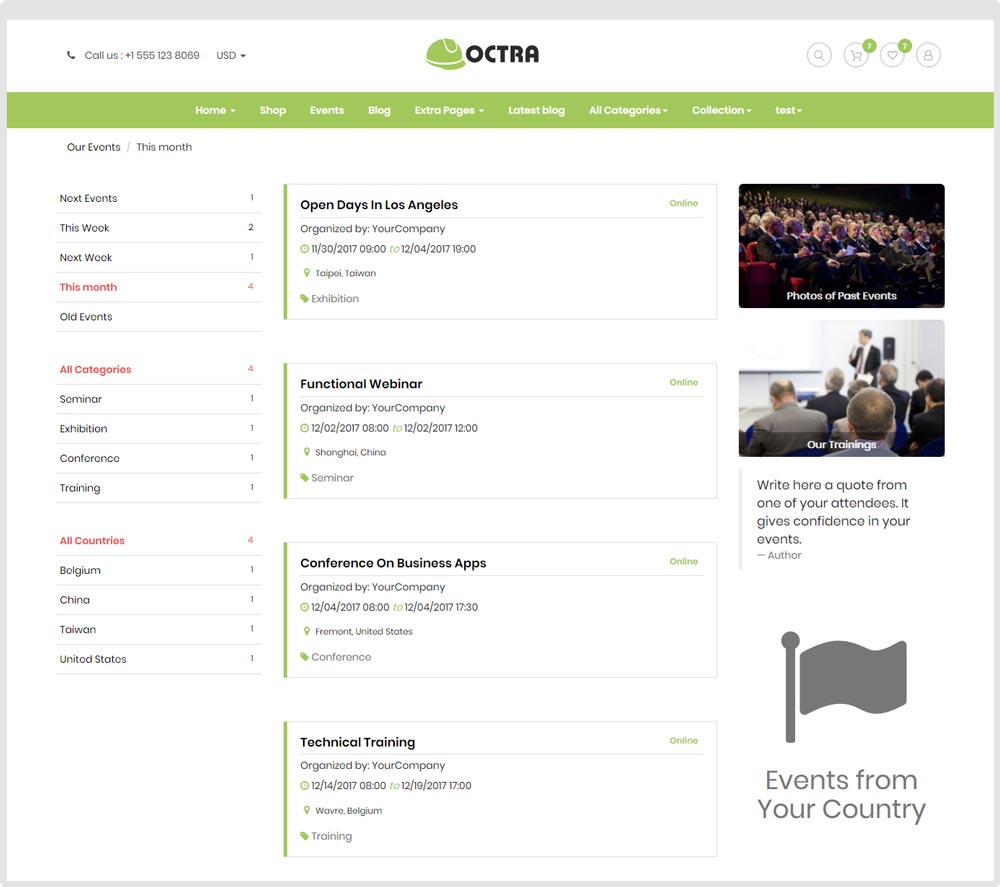 Call us : +1 555 123 8069 USD
OCTRA
7 7
Home Shop Events Blog Extra Pages Latest blog All Categories Collection test
Our Events / This month
Next Events 1
This Week 2
Next Week 1
This month 4
Old Events
All Categories 4
Seminar 1
Exhibition 1
Conference 1
Training 1
All Countries 4
Belgium 1
China 1
Taiwan 1
United States 1
Open Days In Los Angeles Online
Organized by: YourCompany
11/30/2017 09:00 to 12/04/2017 19:00
Taipei, Taiwan
Exhibition
Functional Webinar Online
Organized by: YourCompany
12/02/2017 08:00 to 12/02/2017 12:00
Shanghai, China
Seminar
Conference On Business Apps Online
Organized by: YourCompany
12/04/2017 08:00 to 12/04/2017 17:30
Fremont, United States
Conference
Technical Training Online
Organized by: YourCompany
12/14/2017 08:00 to 12/19/2017 17:00
Wavre, Belgium
Training
Photos of Past Events
Our Trainings
Write here a quote from
one of your attendees. It
gives confidence in your
events.
— Author
Events from
Your Country